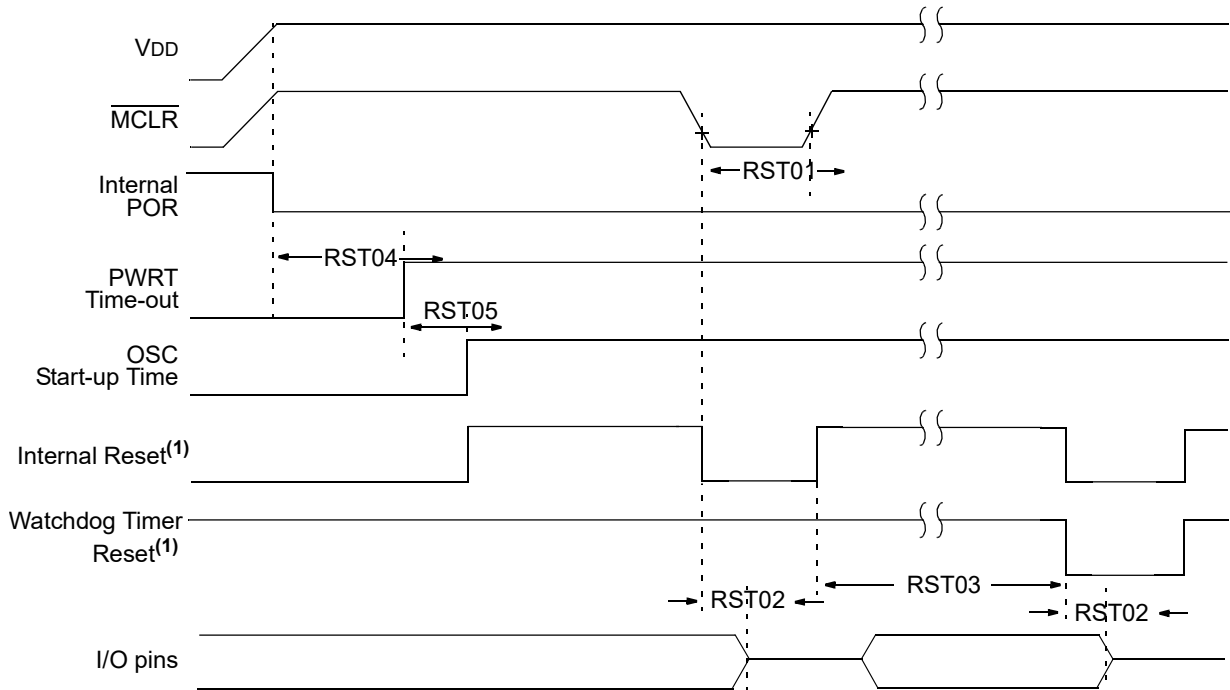 VDD
MCLR
RST01
Internal
POR
RST04
PWRT
Time-out
RST05
OSC
Start-up Time
Internal Reset(1)
Watchdog Timer
Reset(1)
RST03
RST02
RST02
I/O pins